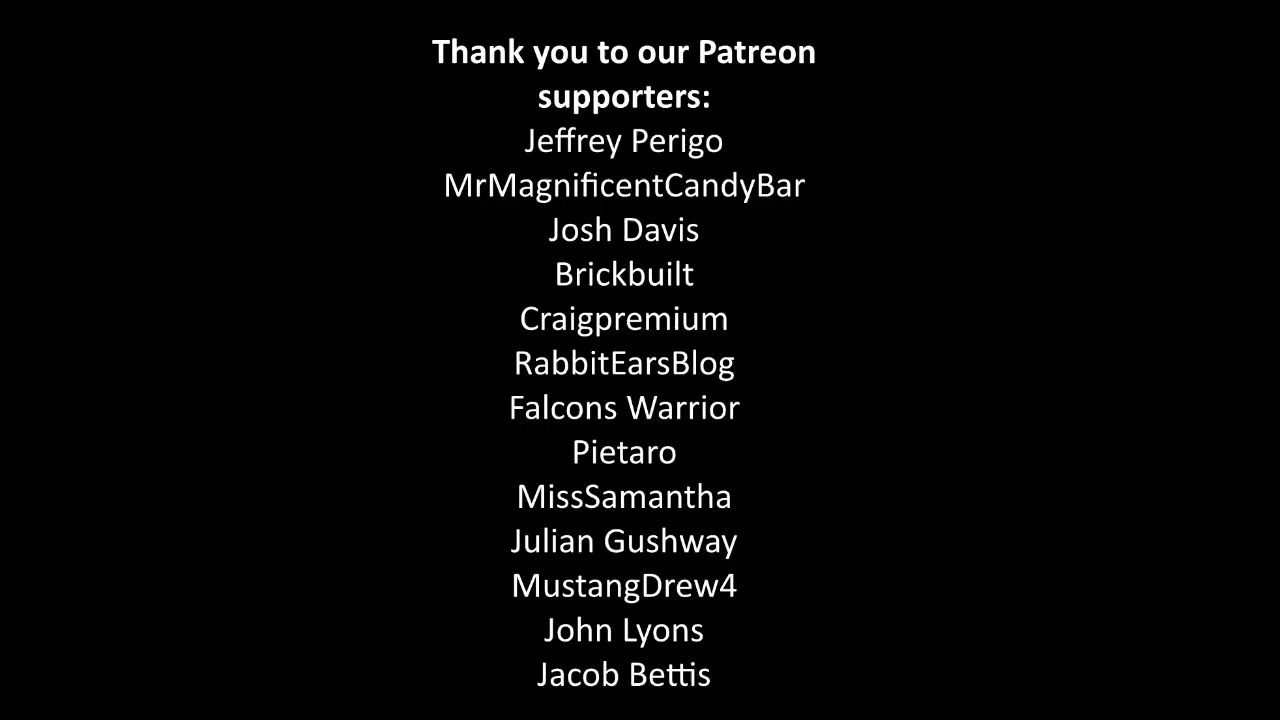 Thank you to our Patreon
supporters:
Jeffrey Perigo
MrMagnificentCandyBar
Josh Davis
Brickbuilt
Craigpremium
RabbitEarsBlog
Falcons Warrior
Pietaro
MissSamantha
Julian Gushway
MustangDrew4
John Lyons
Jacob Bettis